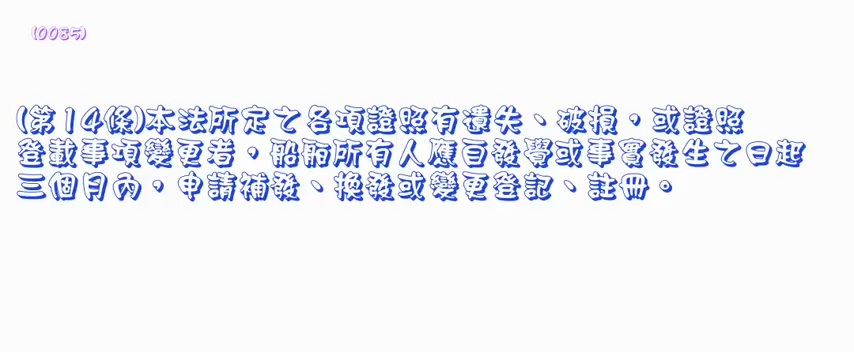 (0085)
(第14條)本法所定之各項證照有遺失、破損，或證照
登載事項變更者，船舶所有人應自發覺或事實發生之日起
三個月內，申請補發、換發或變更登記、註冊。